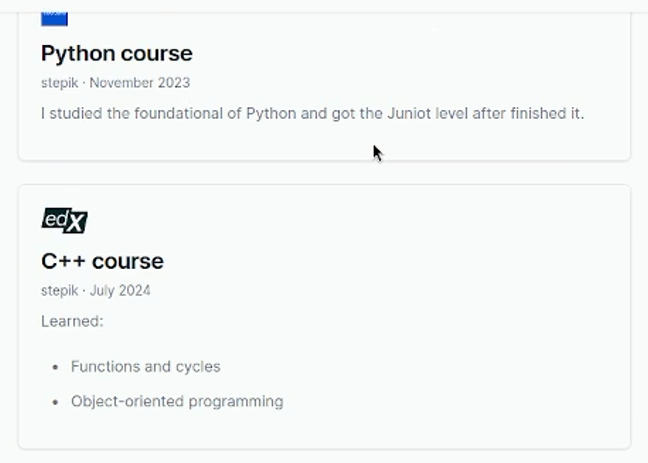 Python course
stepik · November 2023
I studied the foundational of Python and got the Juniot level after finished it.
edX
C++ course
stepik · July 2024
Learned:
• Functions and cycles
• Object-oriented programming